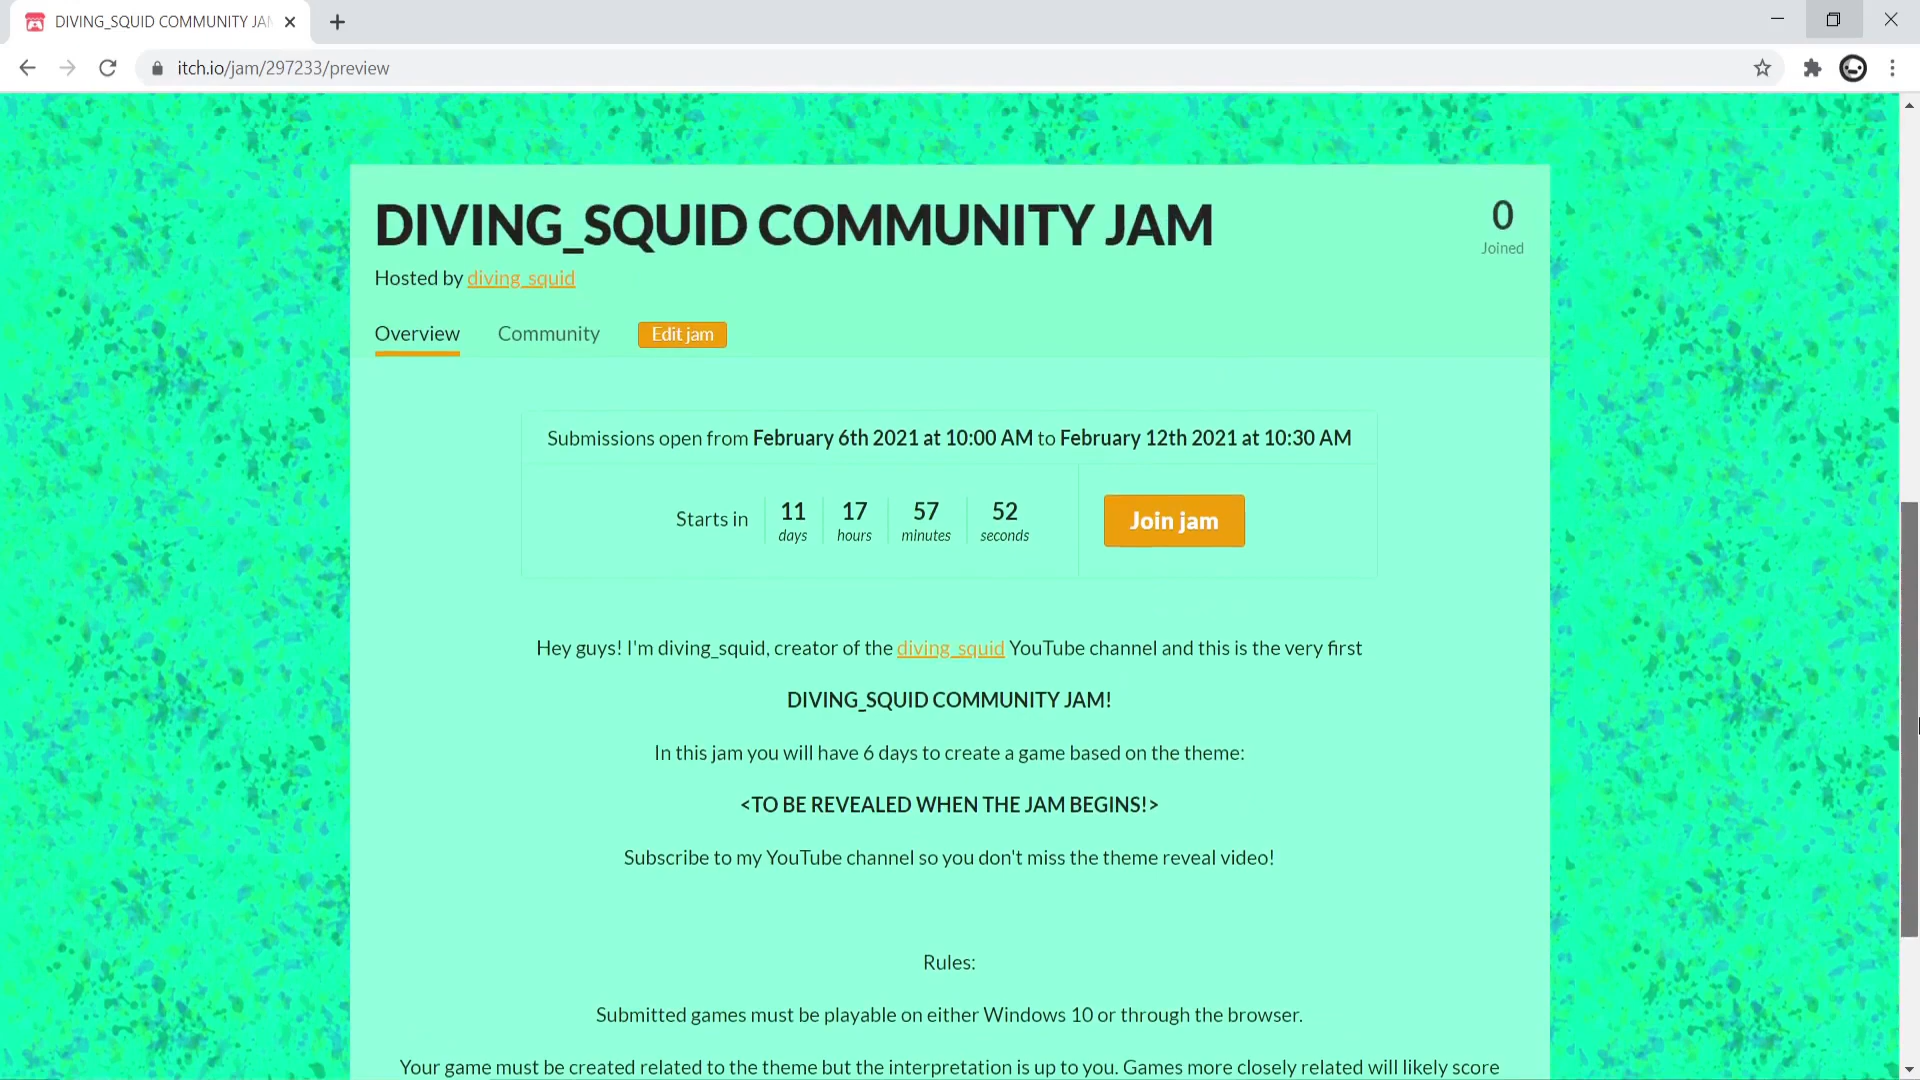 DIVING_SQUID COMMUNITY JAM
itch.io/jam/297233/preview
DIVING_SQUID COMMUNITY JAM
0
Joined
Hosted by diving_squid
Overview Community Edit jam
Submissions open from February 6th 2021 at 10:00 AM to February 12th 2021 at 10:30 AM
Starts in 11 days 17 hours 57 minutes 52 seconds
Join jam
Hey guys! I'm diving_squid, creator of the diving_squid YouTube channel and this is the very first
DIVING_SQUID COMMUNITY JAM!
In this jam you will have 6 days to create a game based on the theme:
<TO BE REVEALED WHEN THE JAM BEGINS!>
Subscribe to my YouTube channel so you don't miss the theme reveal video!
Rules:
Submitted games must be playable on either Windows 10 or through the browser.
Your game must be created related to the theme but the interpretation is up to you. Games more closely related will likely score